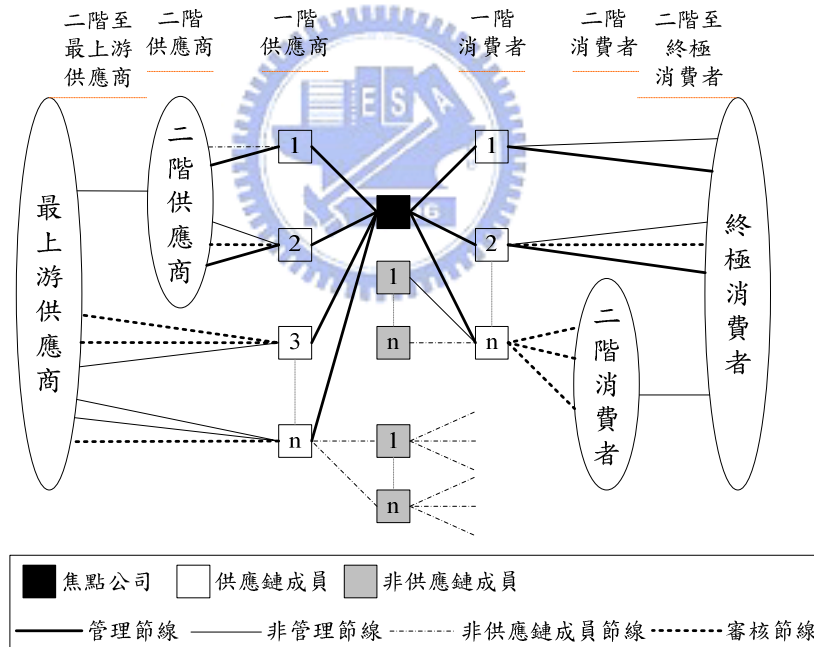 二階至
最上游
供應商
二階
供應商
一階
供應商
一階
消費者
二階
消費者
二階至
終極
消費者
最上游供應商
二階供應商
1
2
3
n
1
n
1
n
1
2
n
二階消費者
終極消費者
E S A
6
焦點公司
供應鏈成員
非供應鏈成員
管理節線
非管理節線
非供應鏈成員節線
審核節線